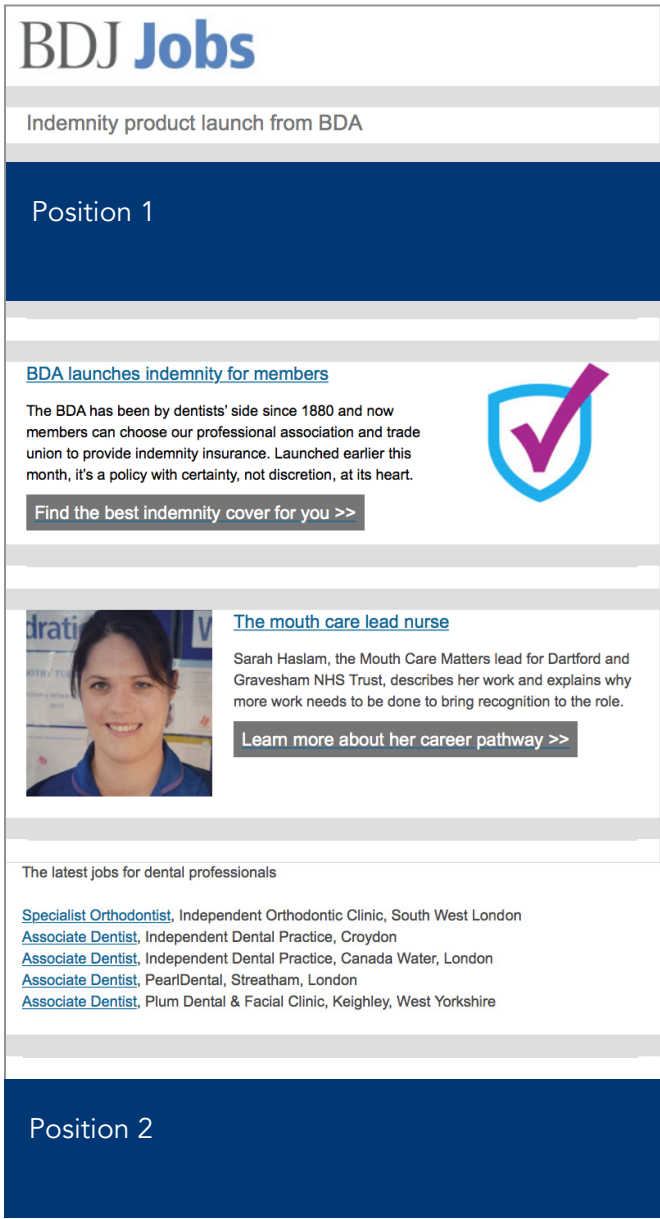 BDJ Jobs
Indemnity product launch from BDA
Position 1
BDA launches indemnity for members
The BDA has been by dentists’ side since 1880 and now
members can choose our professional association and trade
union to provide indemnity insurance. Launched earlier this
month, it’s a policy with certainty, not discretion, at its heart.
Find the best indemnity cover for you >>
The mouth care lead nurse
Sarah Haslam, the Mouth Care Matters lead for Dartford and
Gravesham NHS Trust, describes her work and explains why
more work needs to be done to bring recognition to the role.
Learn more about her career pathway >>
The latest jobs for dental professionals
Specialist Orthodontist, Independent Orthodontic Clinic, South West London
Associate Dentist, Independent Dental Practice, Croydon
Associate Dentist, Independent Dental Practice, Canada Water, London
Associate Dentist, PearlDental, Streatham, London
Associate Dentist, Plum Dental & Facial Clinic, Keighley, West Yorkshire
Position 2